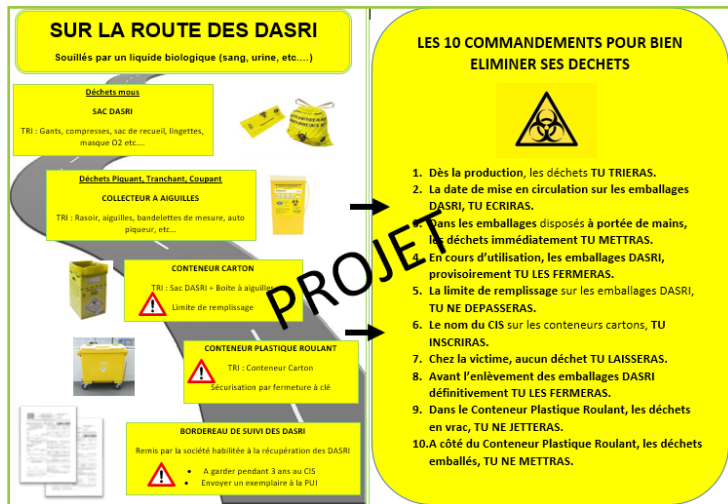 SUR LA ROUTE DES DASRI
Souillés par un liquide biologique (sang, urine, etc….)
Déchets mous
SAC DASRI
TRI : Gants, compresses, sac de recueil, lingettes,
masque O2 etc….
Déchets Piquant, Tranchant, Coupant
COLLECTEUR A AIGUILLES
TRI : Rasoir, aiguilles, bandelettes de mesure, auto
piqueur, etc…
CONTENEUR CARTON
TRI : Sac DASRI + Boite à aiguilles
Limite de remplissage
CONTENEUR PLASTIQUE ROULANT
TRI : Conteneur Carton
Sécurisation par fermeture à clé
BORDEREAU DE SUIVI DES DASRI
Remis par la société habilitée à la récupération des DASRI
• A garder pendant 3 ans au CIS
• Envoyer un exemplaire à la PUI
PROJET
LES 10 COMMANDEMENTS POUR BIEN
ELIMINER SES DECHETS
1. Dès la production, les déchets TU TRIERAS.
2. La date de mise en circulation sur les emballages
DASRI, TU ECRIRAS.
3. Dans les emballages disposés à portée de mains,
les déchets immédiatement TU METTRAS.
4. En cours d'utilisation, les emballages DASRI,
provisoirement TU LES FERMERAS.
5. La limite de remplissage sur les emballages DASRI,
TU NE DEPASSERAS.
6. Le nom du CIS sur les conteneurs cartons, TU
INSCRIRAS.
7. Chez la victime, aucun déchet TU LAISSERAS.
8. Avant l'enlèvement des emballages DASRI
définitivement TU LES FERMERAS.
9. Dans le Conteneur Plastique Roulant, les déchets
en vrac, TU NE JETTERAS.
10.A côté du Conteneur Plastique Roulant, les déchets
emballés, TU NE METTRAS.